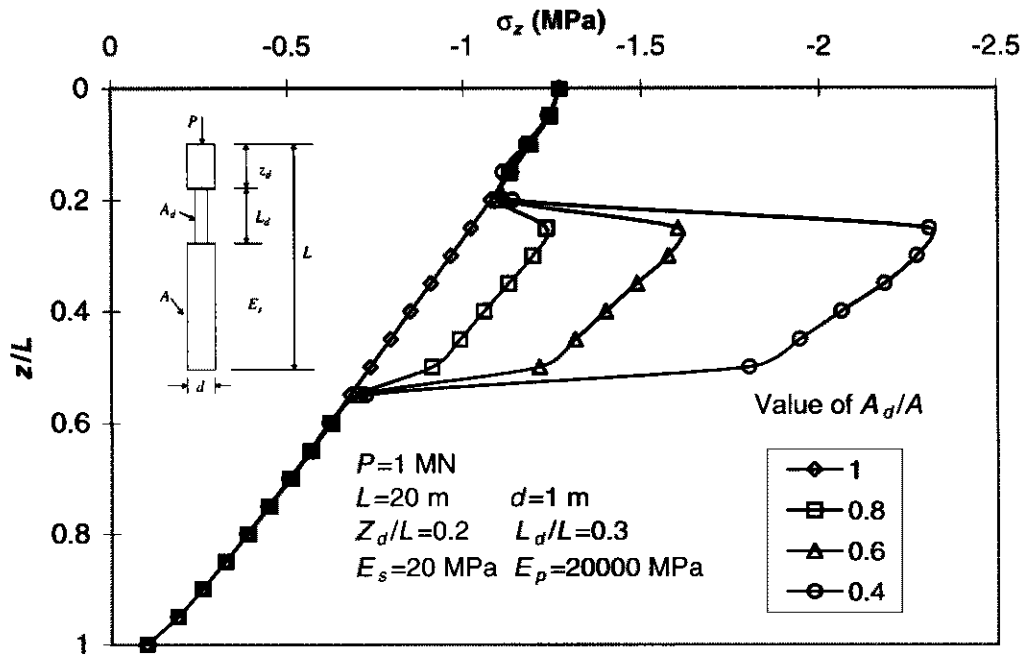 σz (MPa)
0 -0.5 -1 -1.5 -2 -2.5
0
0.2
0.4
0.6
0.8
1
z/L
P
zd
Ad
Ld
L
A
Es
d
P=1 MN
L=20 m d=1 m
Zd/L=0.2 Ld/L=0.3
Es=20 MPa Ep=20000 MPa
Value of Ad/A
1
0.8
0.6
0.4